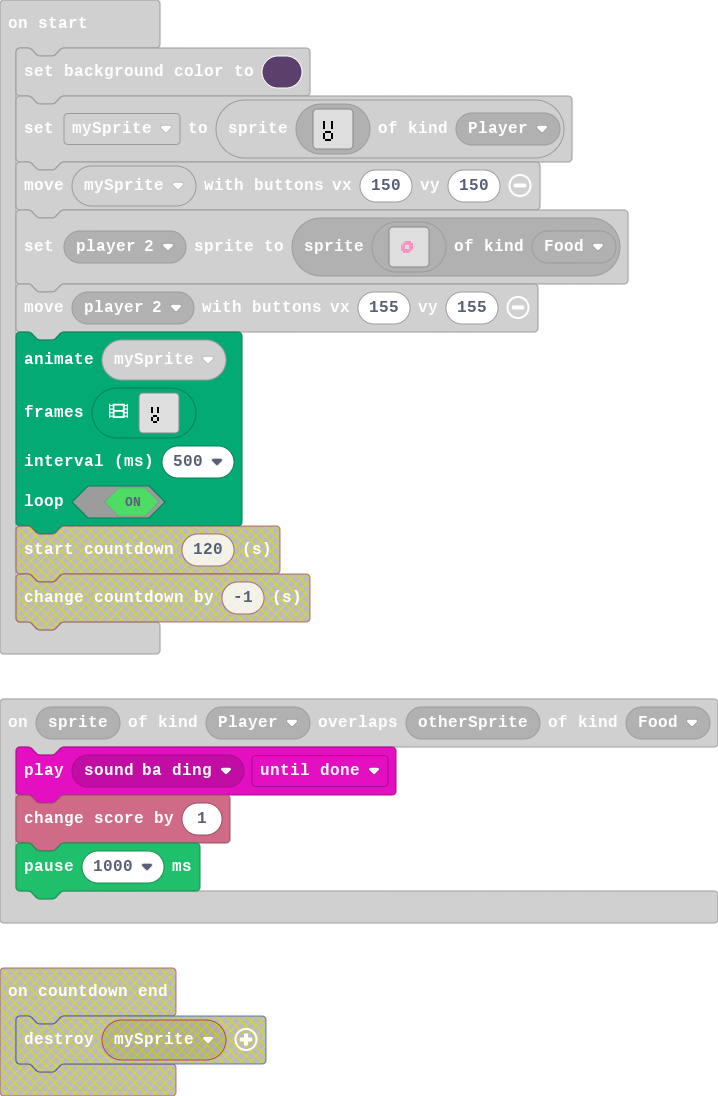 on start
set background color to
set mySprite to sprite of kind Player
move mySprite with buttons vx 150 vy 150
set player 2 sprite to sprite of kind Food
move player 2 with buttons vx 155 vy 155
animate mySprite
frames
interval (ms) 500
loop ON
start countdown 120 (s)
change countdown by -1 (s)
on sprite of kind Player overlaps otherSprite of kind Food
play sound ba ding until done
change score by 1
pause 1000 ms
on countdown end
destroy mySprite